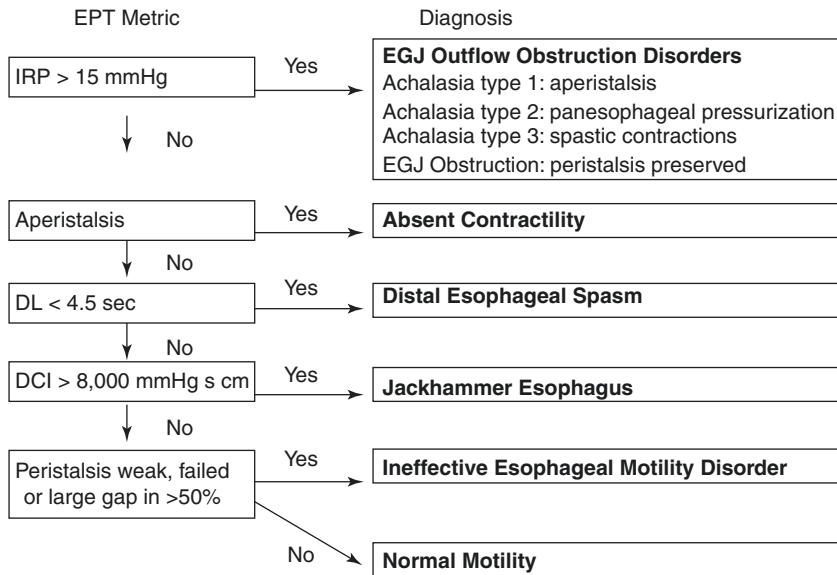 EPT Metric
Diagnosis
IRP > 15 mmHg
Yes
EGJ Outflow Obstruction Disorders
Achalasia type 1: aperistalsis
Achalasia type 2: panesophageal pressurization
Achalasia type 3: spastic contractions
EGJ Obstruction: peristalsis preserved
No
Aperistalsis
Yes
Absent Contractility
No
DL < 4.5 sec
Yes
Distal Esophageal Spasm
No
DCI > 8,000 mmHg s cm
Yes
Jackhammer Esophagus
No
Peristalsis weak, failed
or large gap in >50%
Yes
Ineffective Esophageal Motility Disorder
No
Normal Motility